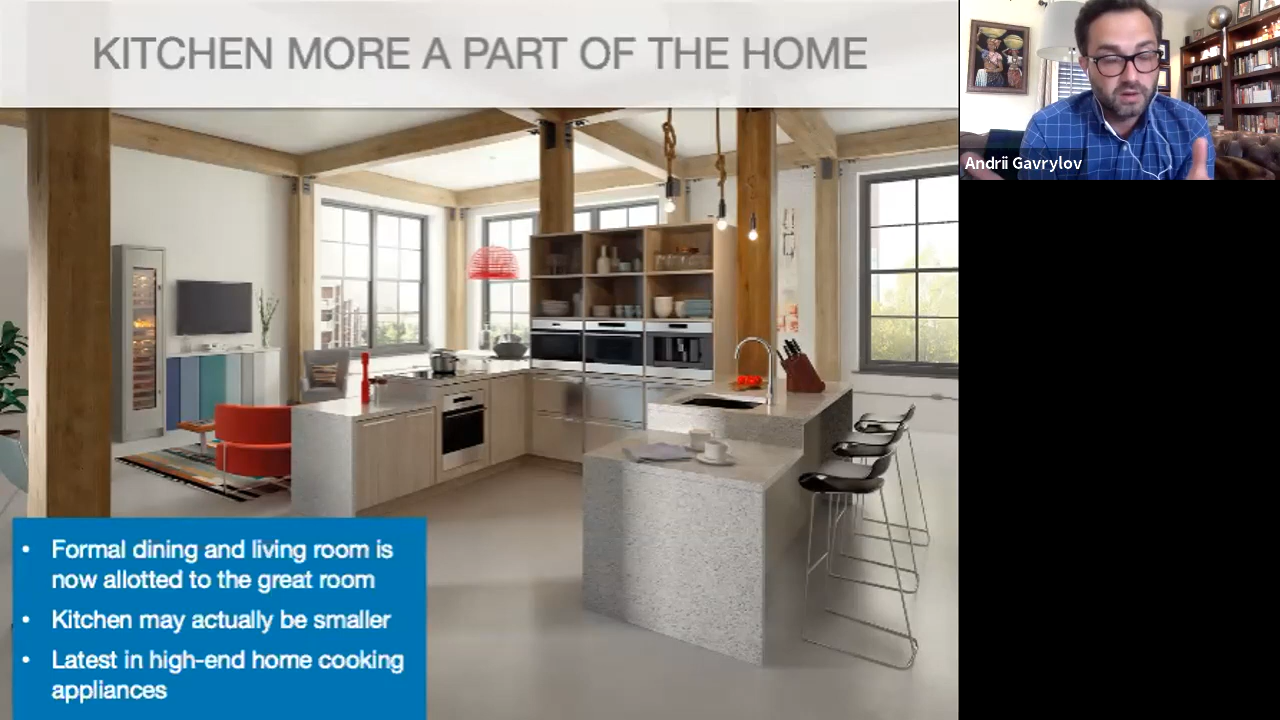 KITCHEN MORE A PART OF THE HOME
Andrii Gavrylov
• Formal dining and living room is
now allotted to the great room
• Kitchen may actually be smaller
• Latest in high-end home cooking
appliances